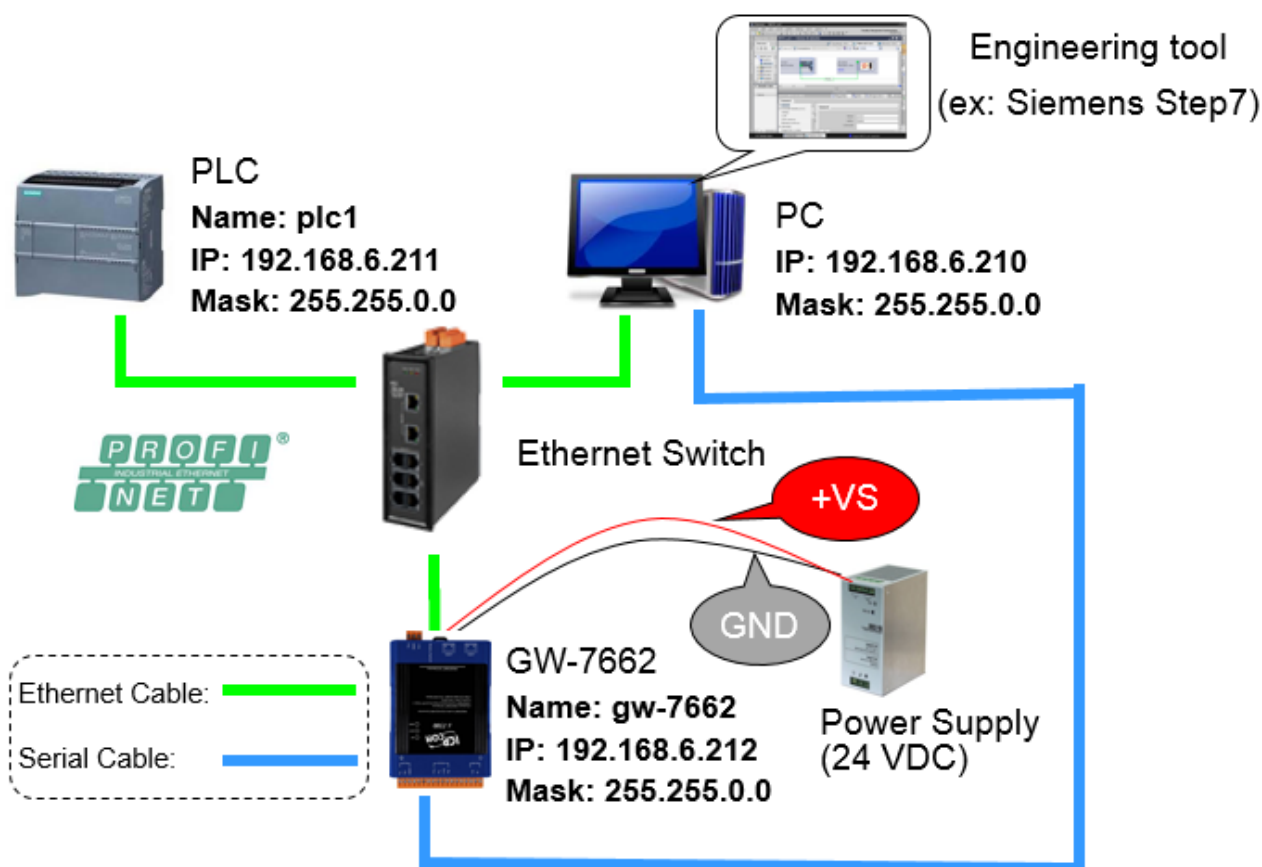 Engineering tool
(ex: Siemens Step7)
PLC
Name: plc1
IP: 192.168.6.211
Mask: 255.255.0.0
PC
IP: 192.168.6.210
Mask: 255.255.0.0
PROFI®
INDUSTRIAL ETHERNET
NET
Ethernet Switch
+VS
GND
GW-7662
Name: gw-7662
IP: 192.168.6.212
Mask: 255.255.0.0
Power Supply
(24 VDC)
Ethernet Cable:
Serial Cable: